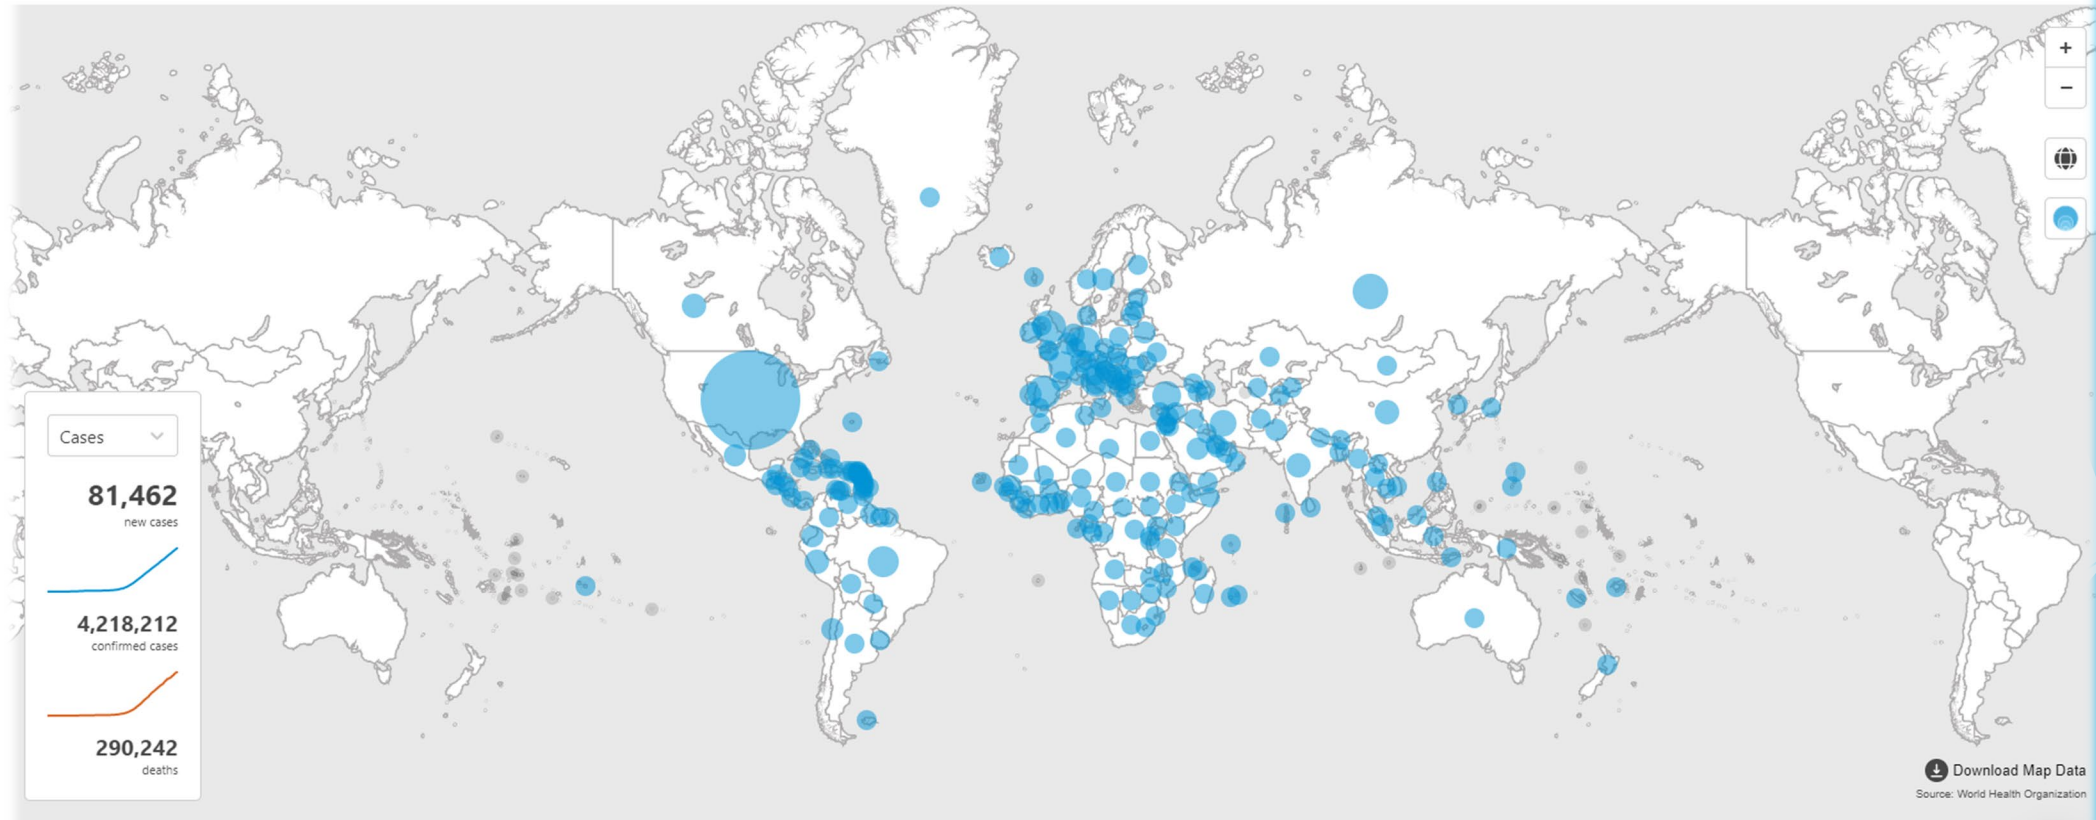 Cases
81,462
new cases
4,218,212
confirmed cases
290,242
deaths
+
−
Download Map Data
Source: World Health Organization